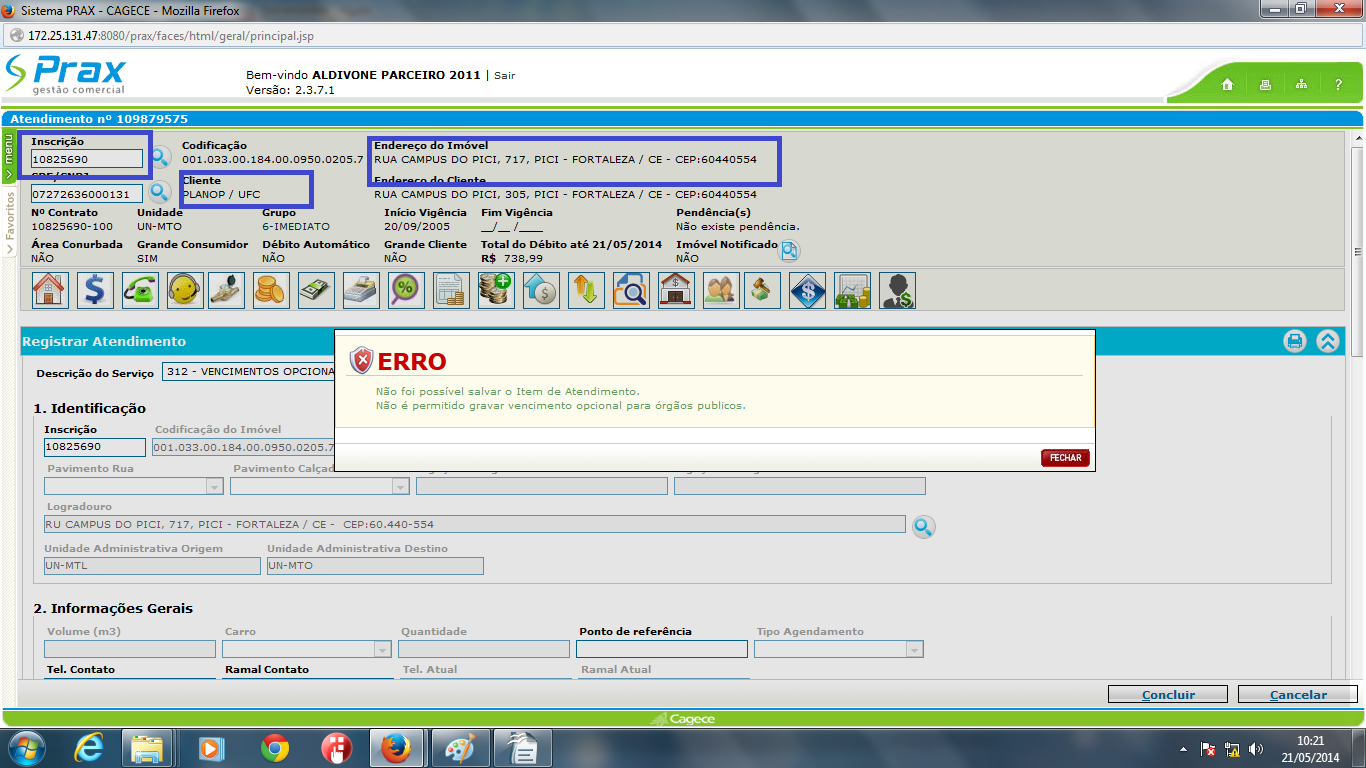 Sistema PRAX - CAGECE - Mozilla Firefox
172.25.131.47:8080/prax/faces/html/geral/principal.jsp
Prax
gestão comercial
Bem-vindo ALDIVONE PARCEIRO 2011 | Sair
Versão: 2.3.7.1
?
Atendimento nº 109879575
menu
Favoritos
Inscrição Codificação Endereço do Imóvel
10825690 001.033.00.184.00.0950.0205.7 RUA CAMPUS DO PICI, 717, PICI - FORTALEZA / CE - CEP:60440554
CPF/CNPJ Cliente Endereço do Cliente
07272636000131 PLANOP / UFC RUA CAMPUS DO PICI, 305, PICI - FORTALEZA / CE - CEP:60440554
Nº Contrato Unidade Grupo Início Vigência Fim Vigência Pendência(s)
10825690-100 UN-MTO 6-IMEDIATO 20/09/2005 __/__/____ Não existe pendência.
Área Conurbada Grande Consumidor Débito Automático Grande Cliente Total do Débito até 21/05/2014 Imóvel Notificado
NÃO SIM NÃO NÃO R$ 738,99 NÃO
Registrar Atendimento
Descrição do Serviço 312 - VENCIMENTOS OPCIONA
ERRO
Não foi possível salvar o Item de Atendimento.
Não é permitido gravar vencimento opcional para órgãos publicos.
FECHAR
1. Identificação
Inscrição Codificação do Imóvel
10825690 001.033.00.184.00.0950.0205.7
Pavimento Rua Pavimento Calçad
Logradouro
RU CAMPUS DO PICI, 717, PICI - FORTALEZA / CE - CEP:60.440-554
Unidade Administrativa Origem Unidade Administrativa Destino
UN-MTL UN-MTO
2. Informações Gerais
Volume (m3) Carro Quantidade Ponto de referência Tipo Agendamento
Tel. Contato Ramal Contato Tel. Atual Ramal Atual
Concluir Cancelar
Cagece
10:21
21/05/2014